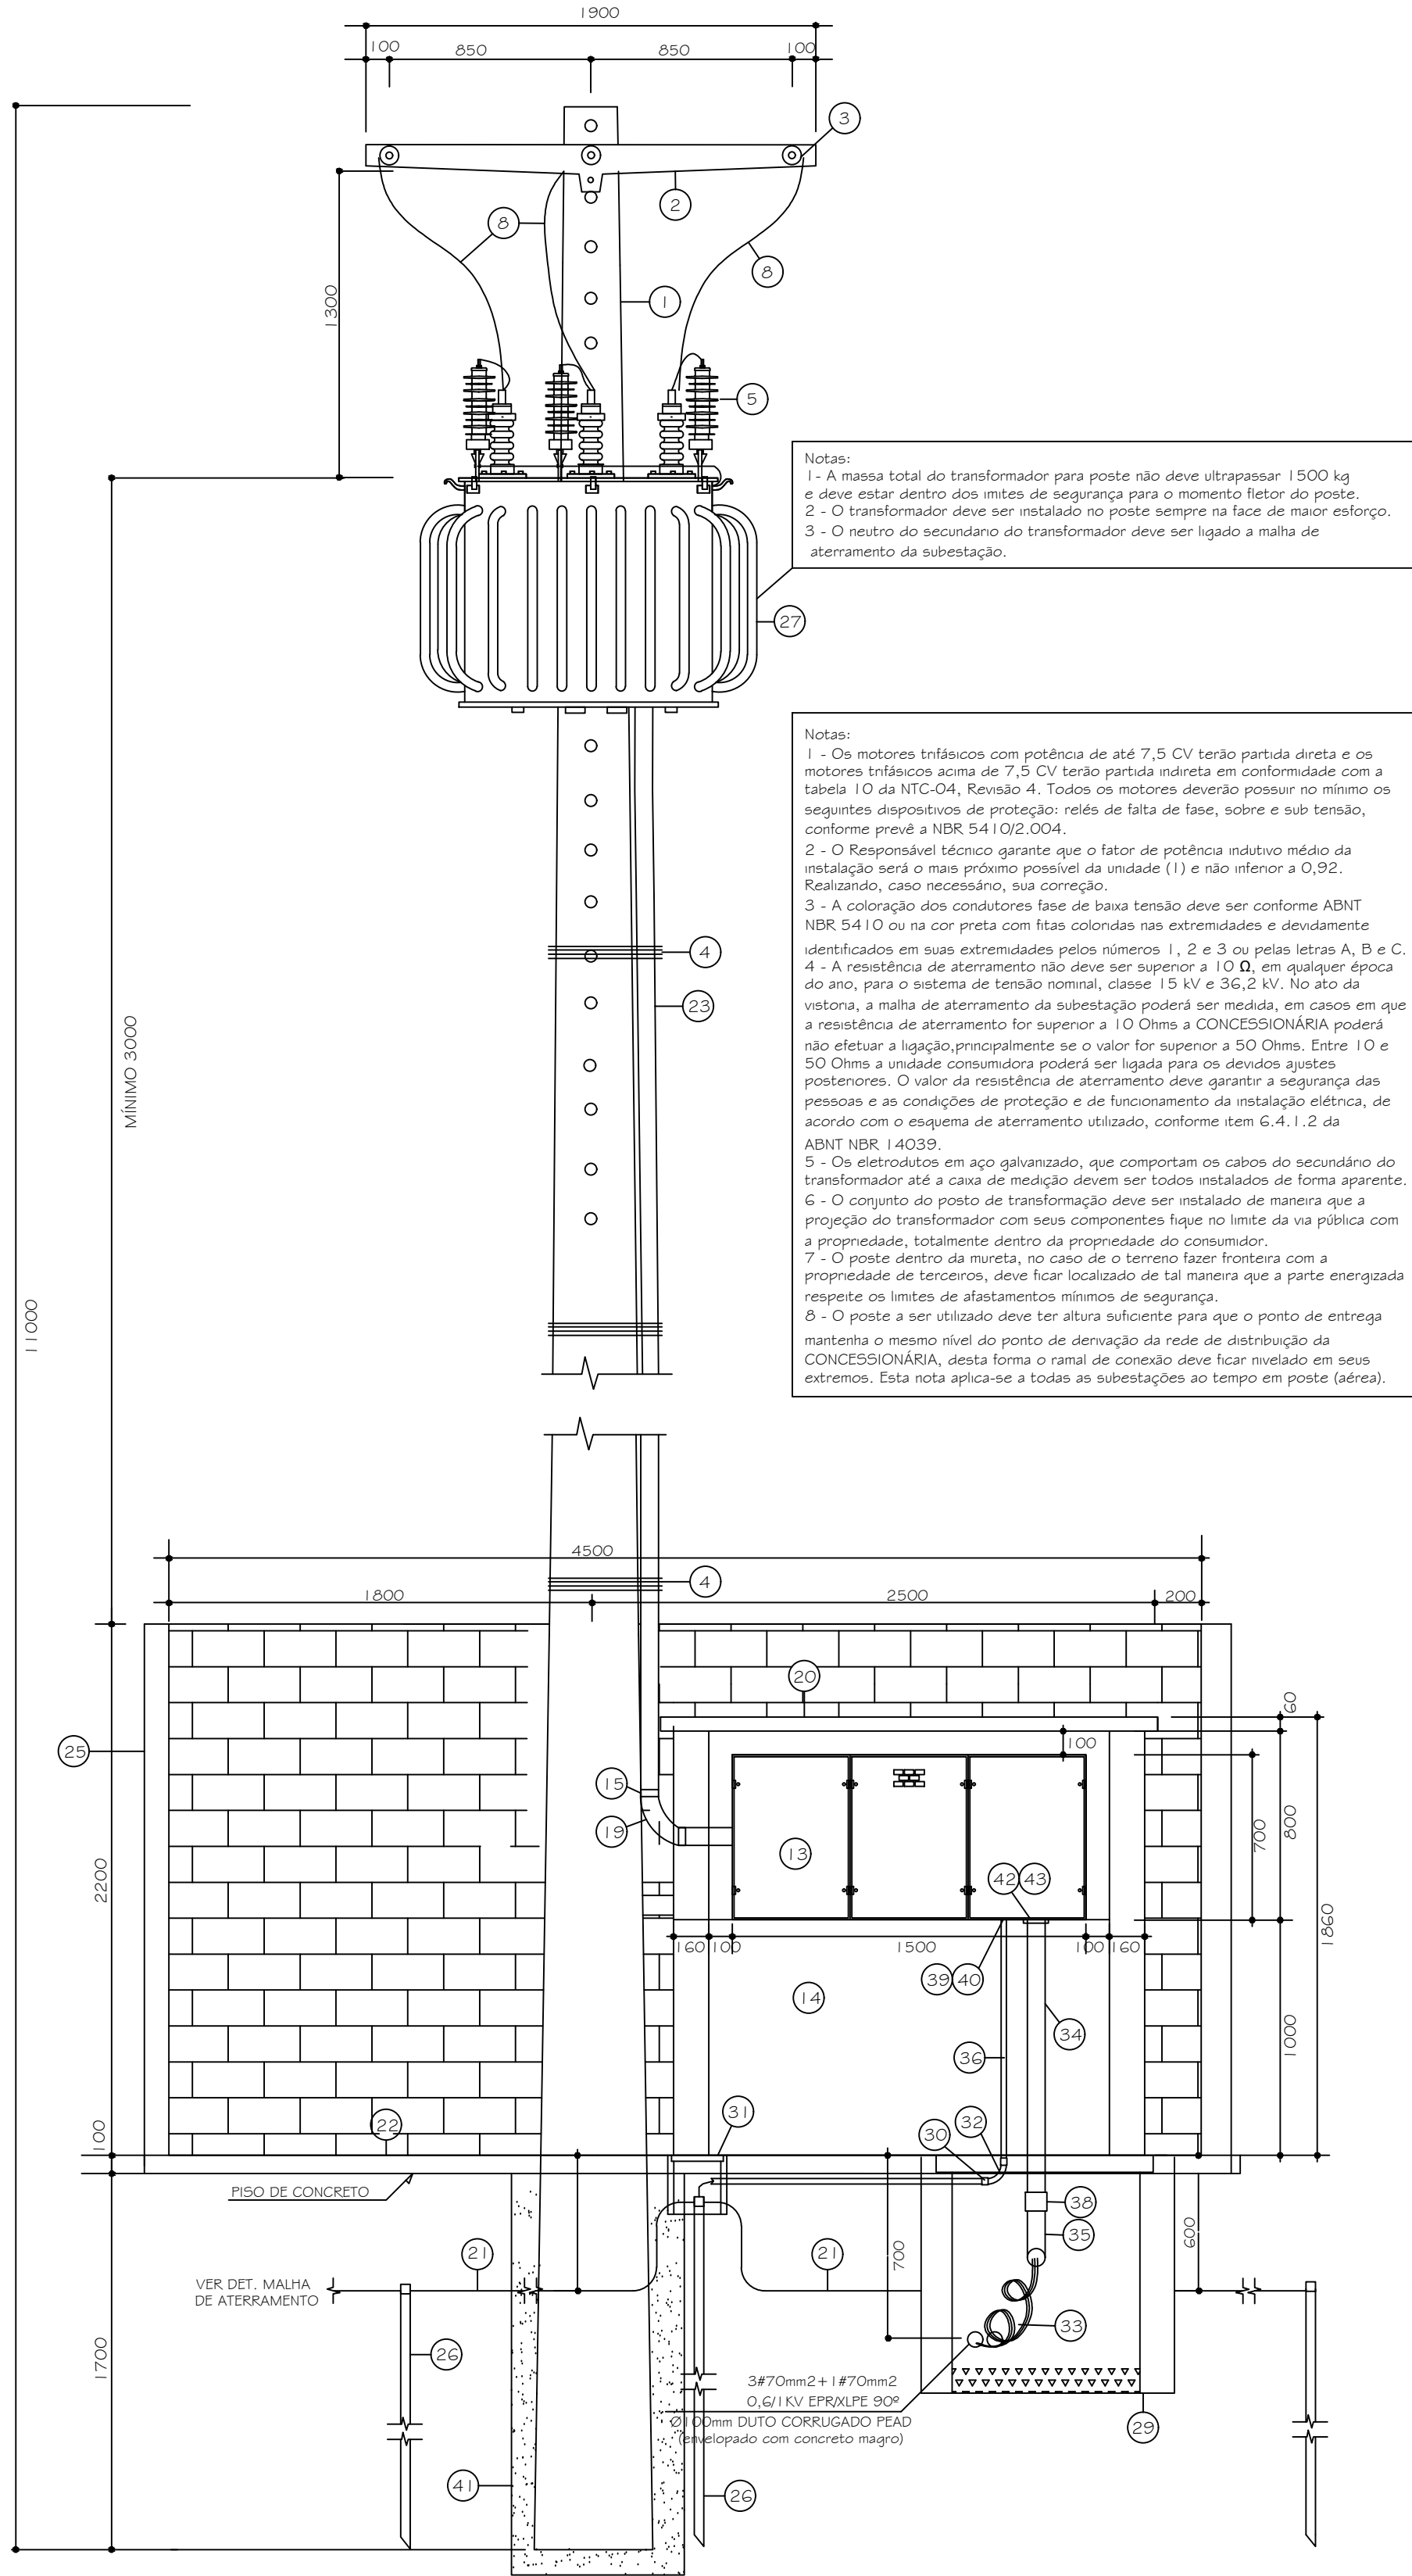 1900
100
850
850
100
3
2
8
8
1
1300
5
Notas:
1- A massa total do transformador para poste não deve ultrapassar 1500 kg
e deve estar dentro dos imites de segurança para o momento fletor do poste.
2 - O transformador deve ser instalado no poste sempre na face de maior esforço.
3 - O neutro do secundario do transformador deve ser ligado a malha de
aterramento da subestação.
27
Notas:
1 - Os motores trifásicos com potência de até 7,5 CV terão partida direta e os
motores trifásicos acima de 7,5 CV terão partida indireta em conformidade com a
tabela 10 da NTC-04, Revisão 4. Todos os motores deverão possuir no mínimo os
seguintes dispositivos de proteção: relés de falta de fase, sobre e sub tensão,
conforme prevê a NBR 5410/2.004.
2 - O Responsável técnico garante que o fator de potência indutivo médio da
instalação será o mais próximo possível da unidade (1) e não inferior a 0,92.
Realizando, caso necessário, sua correção.
3 - A coloração dos condutores fase de baixa tensão deve ser conforme ABNT
NBR 5410 ou na cor preta com fitas coloridas nas extremidades e devidamente
identificados em suas extremidades pelos números 1, 2 e 3 ou pelas letras A, B e C.
4 - A resistência de aterramento não deve ser superior a 10 Ω, em qualquer época
do ano, para o sistema de tensão nominal, classe 15 kV e 36,2 kV. No ato da
vistoria, a malha de aterramento da subestação poderá ser medida, em casos em que
a resistência de aterramento for superior a 10 Ohms a CONCESSIONÁRIA poderá
não efetuar a ligação,principalmente se o valor for superior a 50 Ohms. Entre 10 e
50 Ohms a unidade consumidora poderá ser ligada para os devidos ajustes
posteriores. O valor da resistência de aterramento deve garantir a segurança das
pessoas e as condições de proteção e de funcionamento da instalação elétrica, de
acordo com o esquema de aterramento utilizado, conforme item 6.4.1.2 da
ABNT NBR 14039.
5 - Os eletrodutos em aço galvanizado, que comportam os cabos do secundário do
transformador até a caixa de medição devem ser todos instalados de forma aparente.
6 - O conjunto do posto de transformação deve ser instalado de maneira que a
projeção do transformador com seus componentes fique no limite da via pública com
a propriedade, totalmente dentro da propriedade do consumidor.
7 - O poste dentro da mureta, no caso de o terreno fazer fronteira com a
propriedade de terceiros, deve ficar localizado de tal maneira que a parte energizada
respeite os limites de afastamentos mínimos de segurança.
8 - O poste a ser utilizado deve ter altura suficiente para que o ponto de entrega
mantenha o mesmo nível do ponto de derivação da rede de distribuição da
CONCESSIONÁRIA, desta forma o ramal de conexão deve ficar nivelado em seus
extremos. Esta nota aplica-se a todas as subestações ao tempo em poste (aérea).
4
23
MÍNIMO 3000
11000
4500
4
1800
2500
200
20
60
25
100
15
19
13
700
800
42
43
2200
160
100
1500
100
160
1860
39
40
14
34
36
1000
31
32
30
22
100
PISO DE CONCRETO
38
35
600
700
21
21
VER DET. MALHA
DE ATERRAMENTO
33
26
1700
3#70mm2+1#70mm2
0,6/1KV EPR/XLPE 90º
Ø100mm DUTO CORRUGADO PEAD
(envelopado com concreto magro)
29
41
26